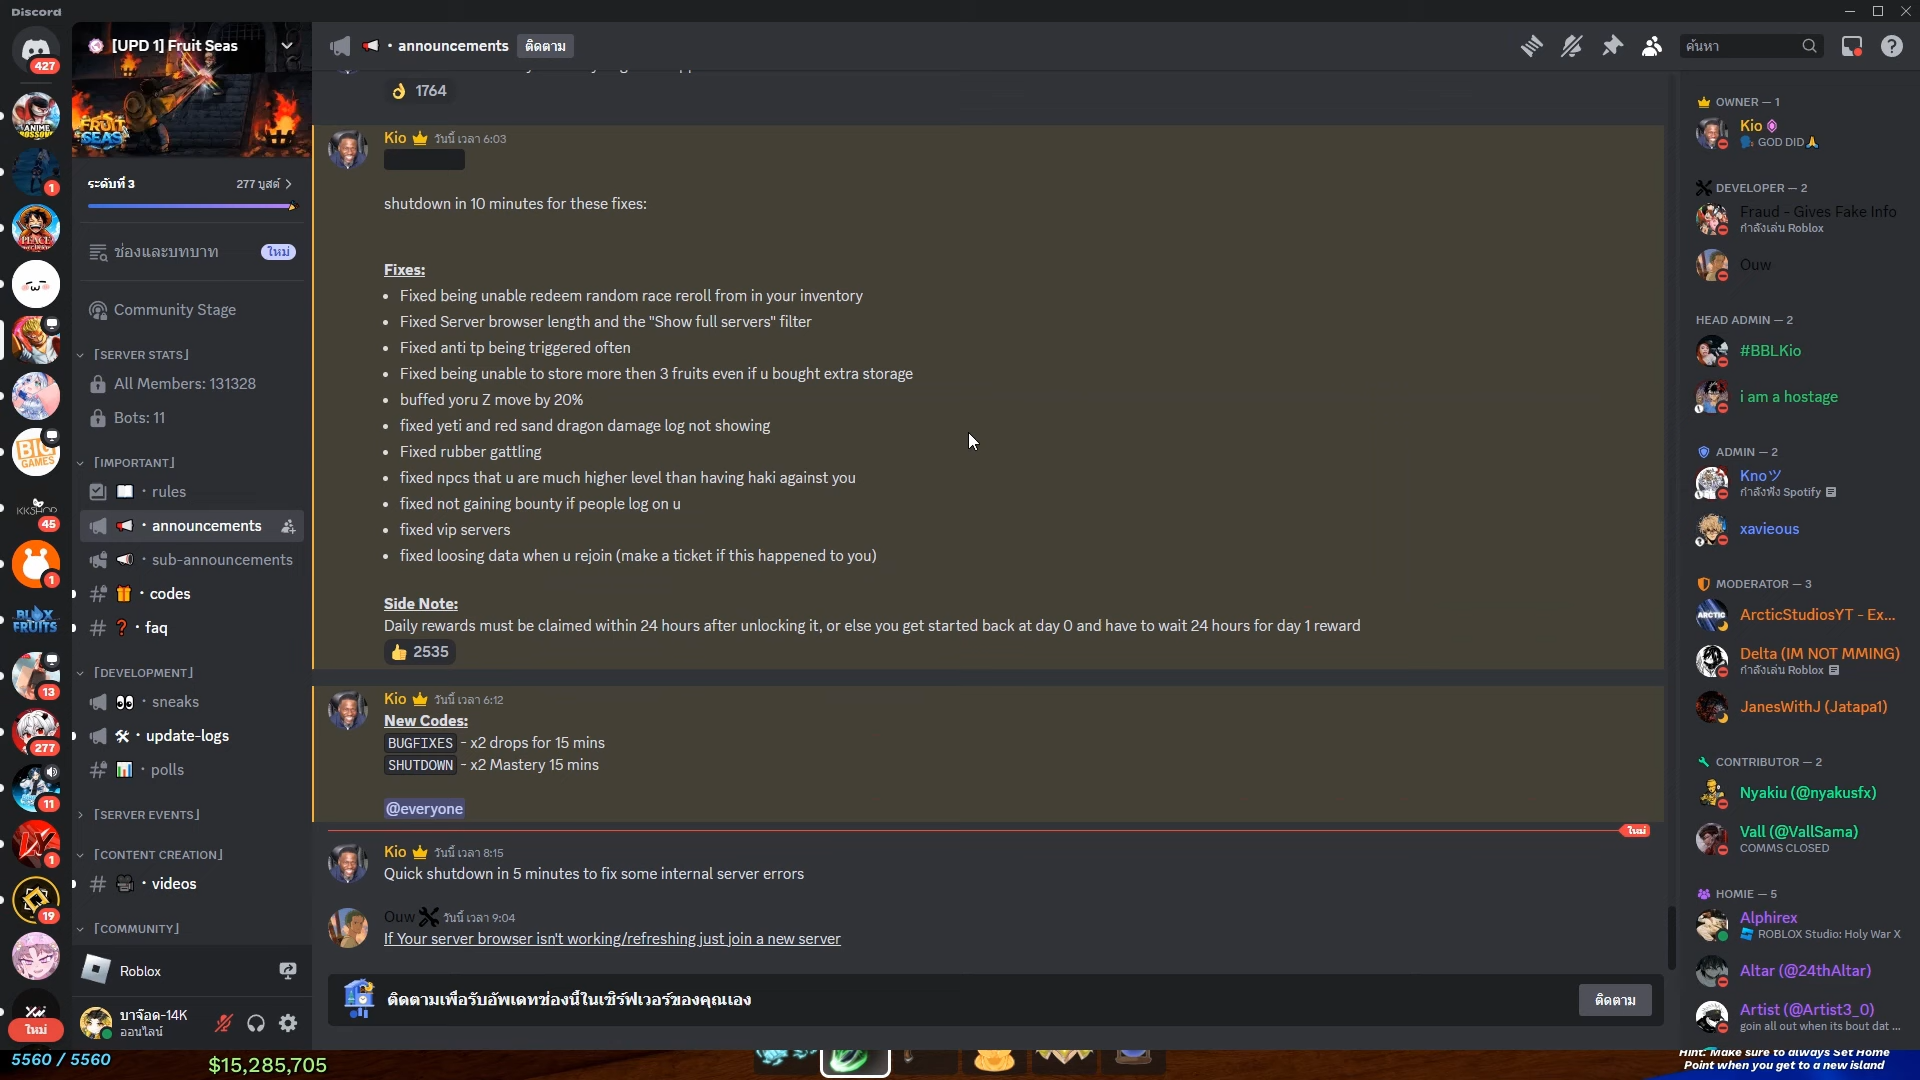 Discord
427
1
45
1
13
277
11
1
19
ใหม่
ANIME
PEACE
BIG
GAMES
KKSHOP
BLOX
FRUITS
[UPD 1] Fruit Seas
FRUIT
SEAS
ระดับที่ 3
277 บูสต์
ช่องและบทบาท
ใหม่
Community Stage
「SERVER STATS」
All Members: 131328
Bots: 11
「IMPORTANT」
・rules
・announcements
・sub-announcements
・codes
・faq
「DEVELOPMENT」
・sneaks
・update-logs
・polls
「SERVER EVENTS」
「CONTENT CREATION」
・videos
「COMMUNITY」
Roblox
บาจ๊อด-14K
ออนไลน์
・announcements
ติดตาม
ค้นหา
1764
Kio วันนี้ เวลา 6:03
shutdown in 10 minutes for these fixes:
Fixes:
• Fixed being unable redeem random race reroll from in your inventory
• Fixed Server browser length and the "Show full servers" filter
• Fixed anti tp being triggered often
• Fixed being unable to store more then 3 fruits even if u bought extra storage
• buffed yoru Z move by 20%
• fixed yeti and red sand dragon damage log not showing
• Fixed rubber gattling
• fixed npcs that u are much higher level than having haki against you
• fixed not gaining bounty if people log on u
• fixed vip servers
• fixed loosing data when u rejoin (make a ticket if this happened to you)
Side Note:
Daily rewards must be claimed within 24 hours after unlocking it, or else you get started back at day 0 and have to wait 24 hours for day 1 reward
2535
Kio วันนี้ เวลา 6:12
New Codes:
BUGFIXES - x2 drops for 15 mins
SHUTDOWN - x2 Mastery 15 mins
@everyone
ใหม่
Kio วันนี้ เวลา 8:15
Quick shutdown in 5 minutes to fix some internal server errors
Ouw วันนี้ เวลา 9:04
If Your server browser isn't working/refreshing just join a new server
ติดตามเพื่อรับอัพเดทช่องนี้ในเซิร์ฟเวอร์ของคุณเอง
ติดตาม
OWNER — 1
Kio
GOD DID
DEVELOPER — 2
Fraud - Gives Fake Info
กำลังเล่น Roblox
Ouw
HEAD ADMIN — 2
#BBLKio
i am a hostage
ADMIN — 2
Knoツ
กำลังฟัง Spotify
xavieous
MODERATOR — 3
ArcticStudiosYT - Ex...
Delta (IM NOT MMING)
กำลังเล่น Roblox
JanesWithJ (Jatapa1)
CONTRIBUTOR — 2
Nyakiu (@nyakusfx)
Vall (@VallSama)
COMMS CLOSED
HOMIE — 5
Alphirex
ROBLOX Studio: Holy War X
Altar (@24thAltar)
Artist (@Artist3_0)
goin all out when its bout dat ...
5560 / 5560
$15,285,705
Hint: Make sure to always Set Home
Point when you get to a new island